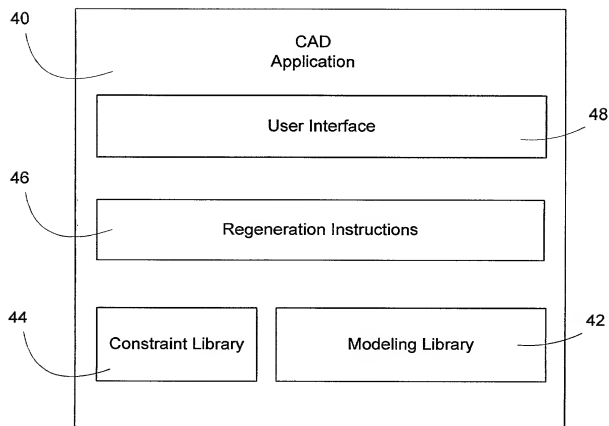 40
CAD
Application
User Interface
48
46
Regeneration Instructions
44
Constraint Library
Modeling Library
42